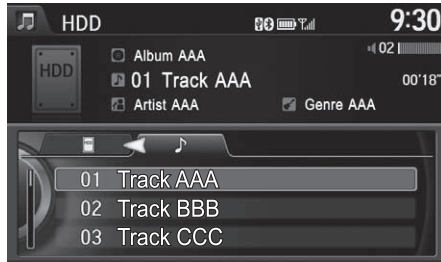 HDD 9:30
02
HDD
Album AAA
01 Track AAA 00'18"
Artist AAA Genre AAA
01 Track AAA
02 Track BBB
03 Track CCC